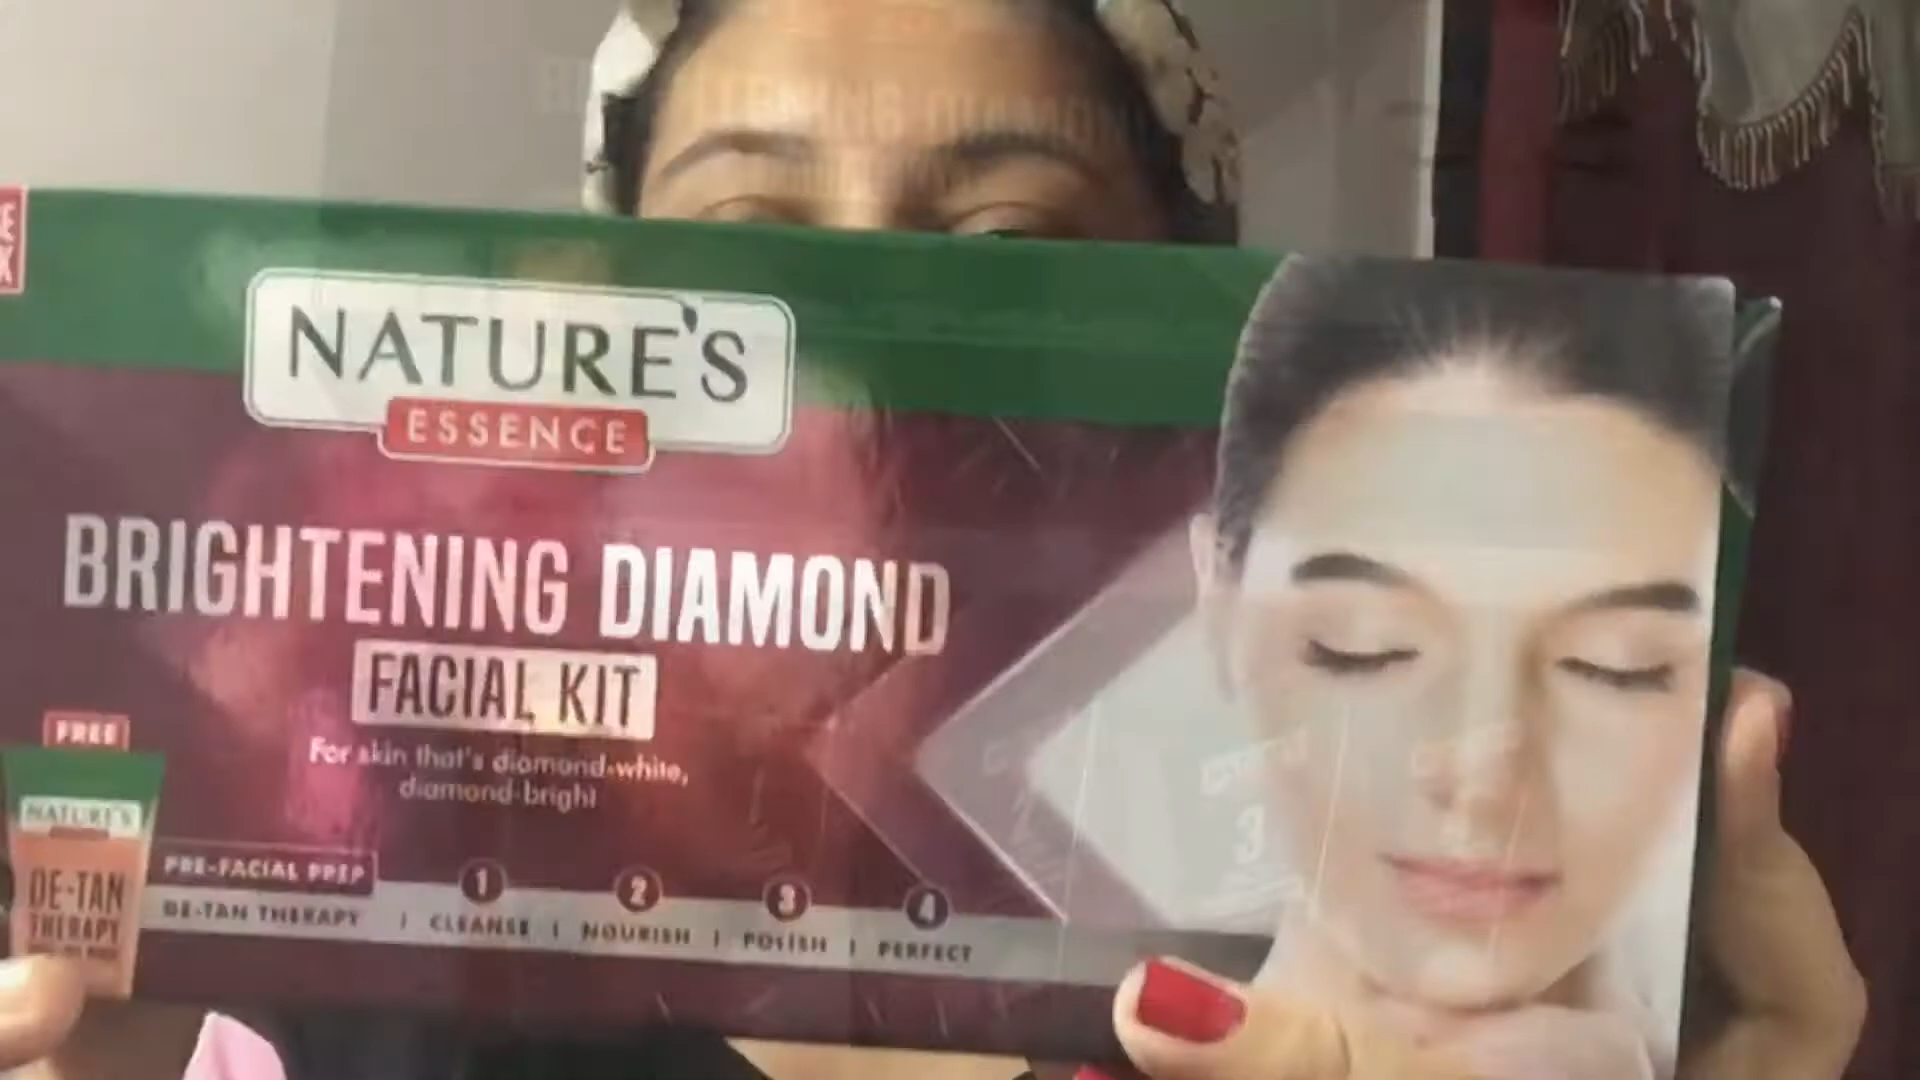 NATURE'S
ESSENCE
BRIGHTENING DIAMOND
FACIAL KIT
For skin that's diamond-white,
diamond-bright
FREE
NATURE'S
DE-TAN
THERAPY
PRE-FACIAL PREP
DE-TAN THERAPY | CLEANSE | NOURISH | POLISH | PERFECT
1 2 3 4